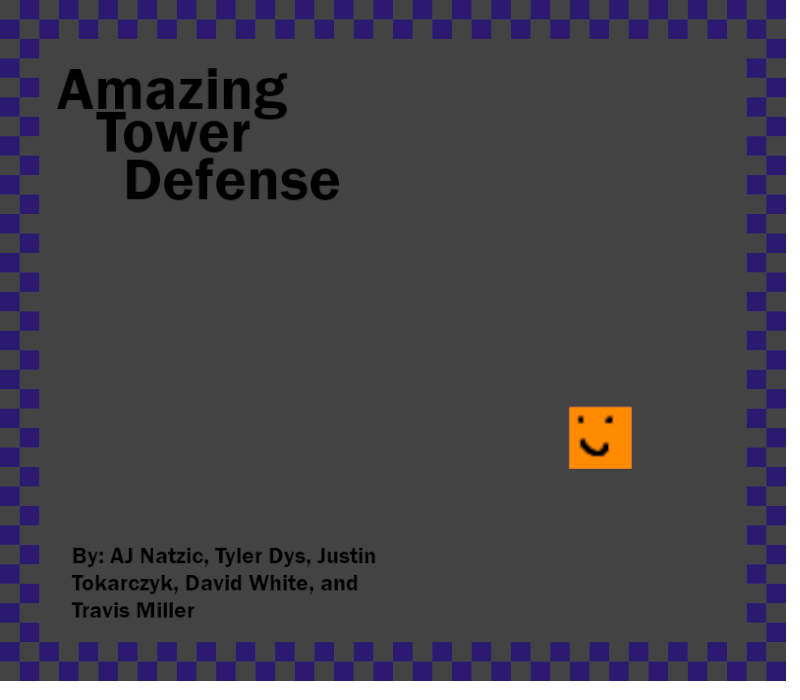 Amazing
Tower
Defense
By: AJ Natzic, Tyler Dys, Justin
Tokarczyk, David White, and
Travis Miller